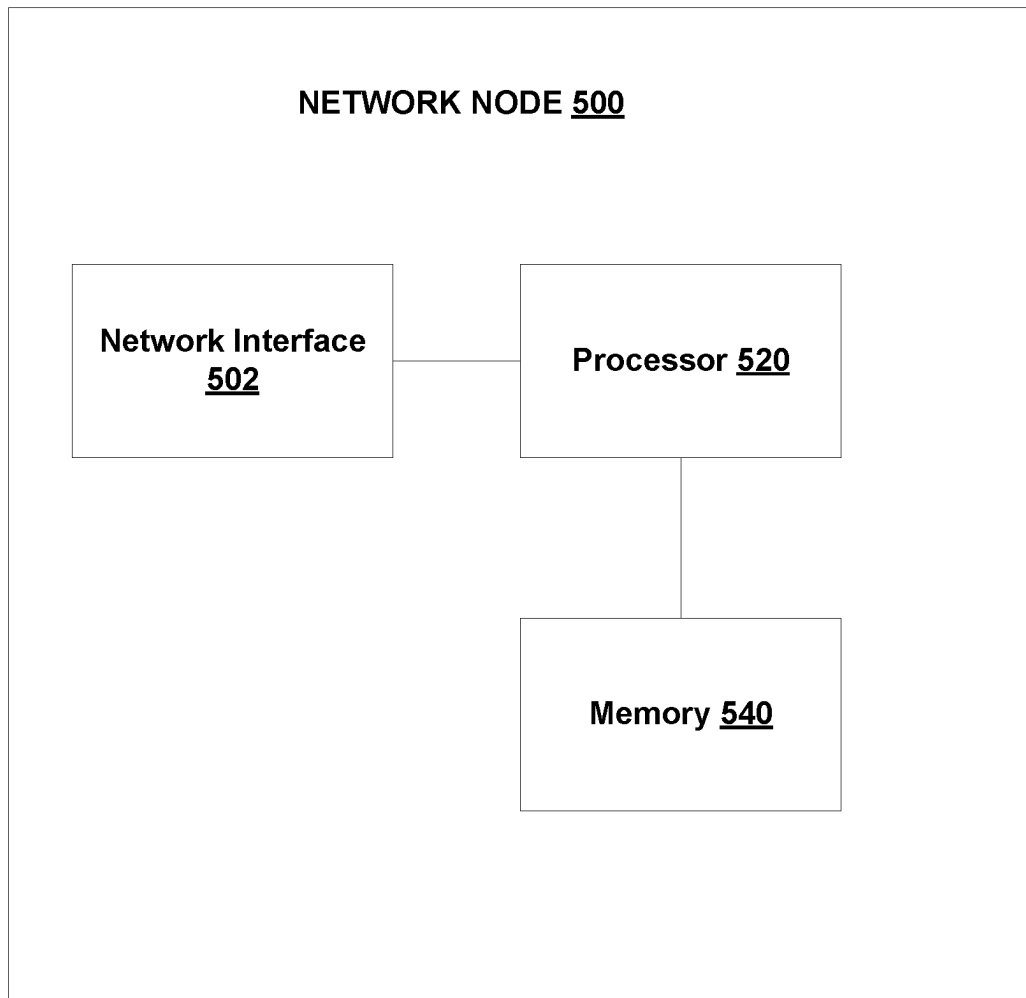 NETWORK NODE 500
Network Interface
502
Processor 520
Memory 540